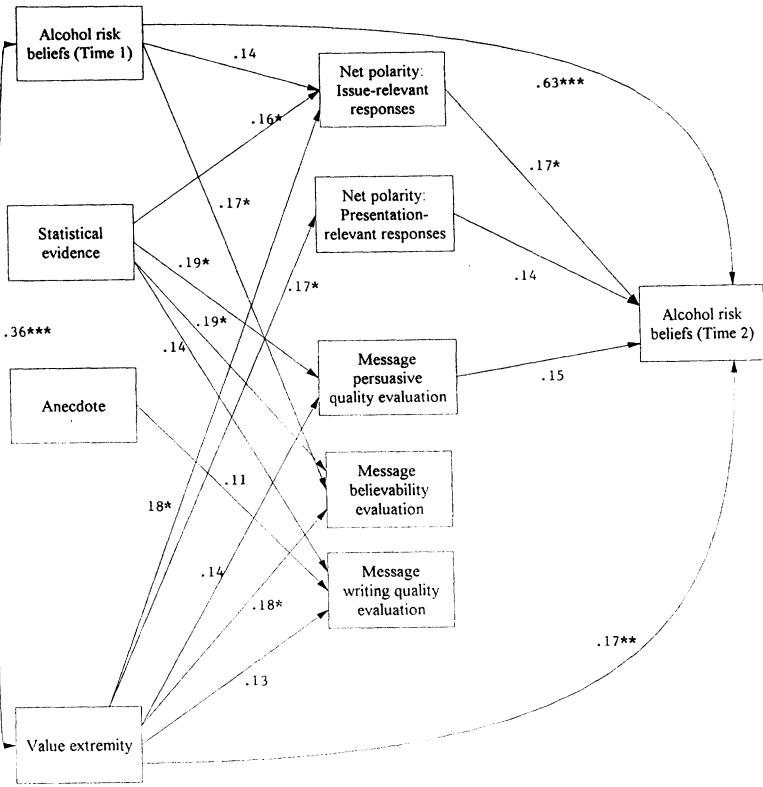 Alcohol risk
beliefs (Time 1)
.14
Net polarity:
Issue-relevant
responses
.63***
.16*
.17*
.17*
Net polarity:
Presentation-
relevant responses
Statistical
evidence
.19*
.17*
.14
Alcohol risk
beliefs (Time 2)
.36***
.19*
.14
Message
persuasive
quality evaluation
.15
Anecdote
Message
believability
evaluation
.11
18*
Message
writing quality
evaluation
.14
.18*
.17**
.13
Value extremity